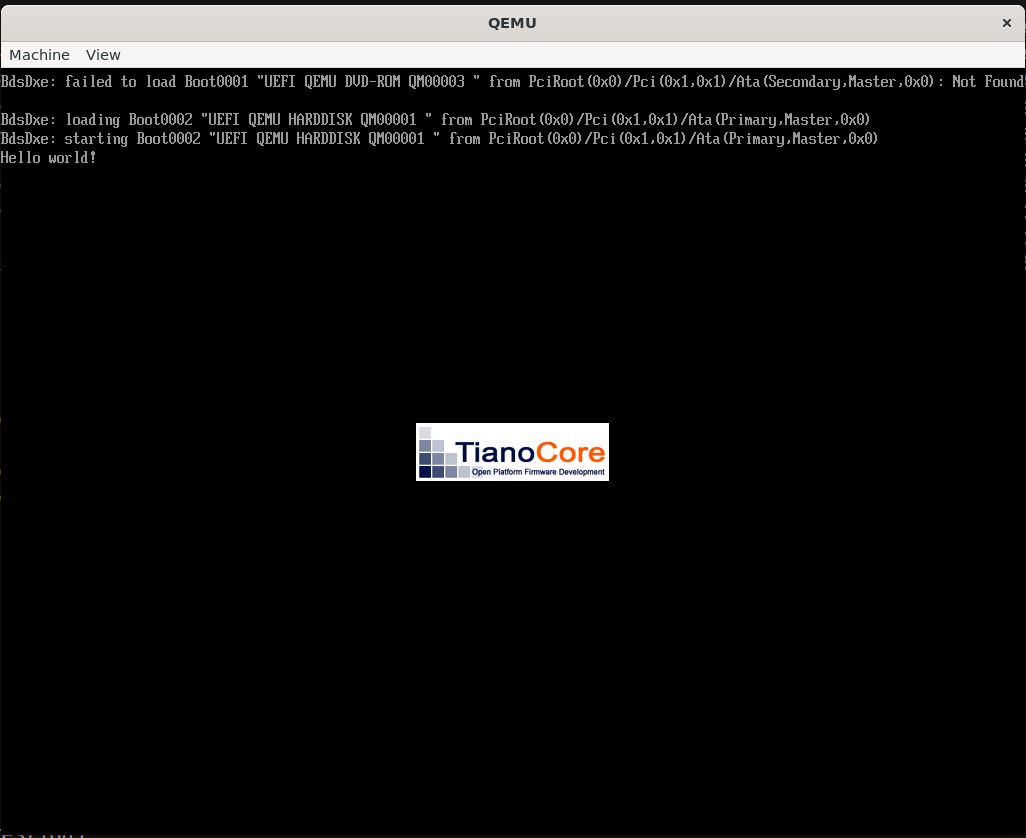 QEMU
Machine View
BdsDxe: failed to load Boot0001 "UEFI QEMU DVD-ROM QM00003 " from PciRoot(0x0)/Pci(0x1,0x1)/Ata(Secondary,Master,0x0): Not Found
BdsDxe: loading Boot0002 "UEFI QEMU HARDDISK QM00001 " from PciRoot(0x0)/Pci(0x1,0x1)/Ata(Primary,Master,0x0)
BdsDxe: starting Boot0002 "UEFI QEMU HARDDISK QM00001 " from PciRoot(0x0)/Pci(0x1,0x1)/Ata(Primary,Master,0x0)
Hello world!
TianoCore
Open Platform Firmware Development